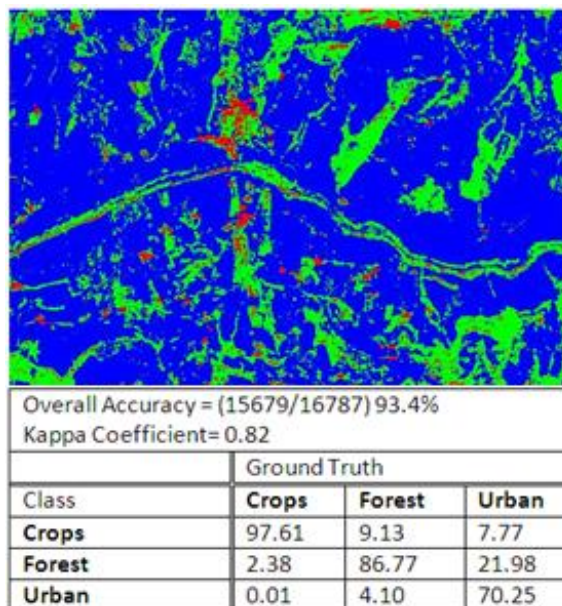 Overall Accuracy = (15679/16787) 93.4%
Kappa Coefficient= 0.82
Ground Truth
Class Crops Forest Urban
Crops 97.61 9.13 7.77
Forest 2.38 86.77 21.98
Urban 0.01 4.10 70.25